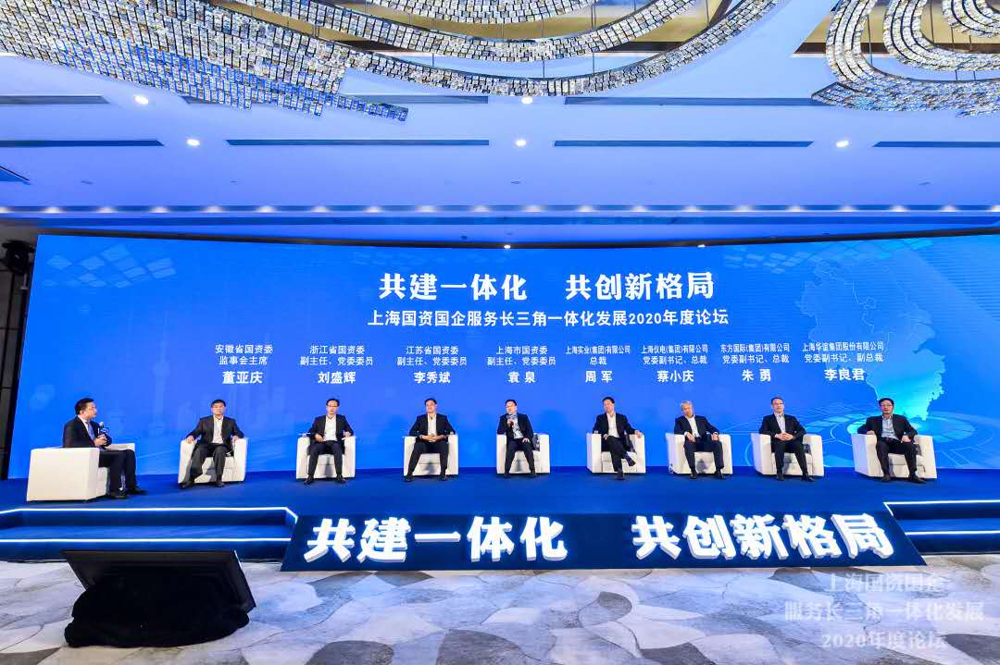 共建一体化 共创新格局
上海国资国企服务长三角一体化发展2020年度论坛
安徽省国资委
监事会主席
董亚庆
浙江省国资委
副主任、党委委员
刘盛辉
江苏省国资委
副主任、党委委员
李秀斌
上海市国资委
副主任、党委委员
袁泉
上海实业(集团)有限公司
总裁
周军
上海仪电(集团)有限公司
党委副书记、总裁
蔡小庆
东方国际(集团)有限公司
党委副书记、总裁
朱勇
上海华谊集团股份有限公司
党委副书记、副总裁
李良君
共建一体化 共创新格局
上海国资国企
服务长三角一体化发展
2020年度论坛